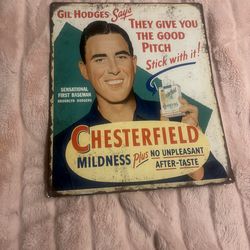 GIL HODGES Says
THEY GIVE YOU
THE GOOD
PITCH
Stick with it!
SENSATIONAL
FIRST BASEMAN
BROOKLYN DODGERS
CHESTERFIELD
MILDNESS Plus NO UNPLEASANT
AFTER-TASTE